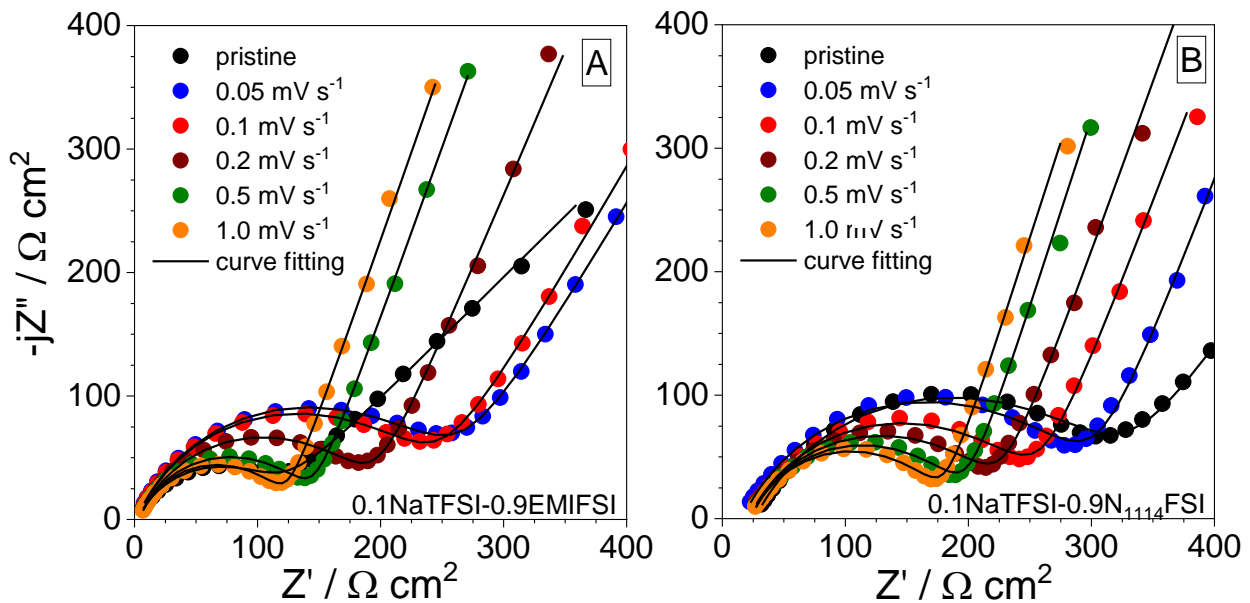 400
300
200
100
0
-jZ" / Ω cm²
pristine
0.05 mV s⁻¹
0.1 mV s⁻¹
0.2 mV s⁻¹
0.5 mV s⁻¹
1.0 mV s⁻¹
curve fitting
A
0.1NaTFSI-0.9EMIFSI
0 100 200 300 400
Z' / Ω cm²
400
300
200
100
0
pristine
0.05 mV s⁻¹
0.1 mV s⁻¹
0.2 mV s⁻¹
0.5 mV s⁻¹
1.0 mV s⁻¹
curve fitting
B
0.1NaTFSI-0.9N₁₁₁₄FSI
0 100 200 300 400
Z' / Ω cm²